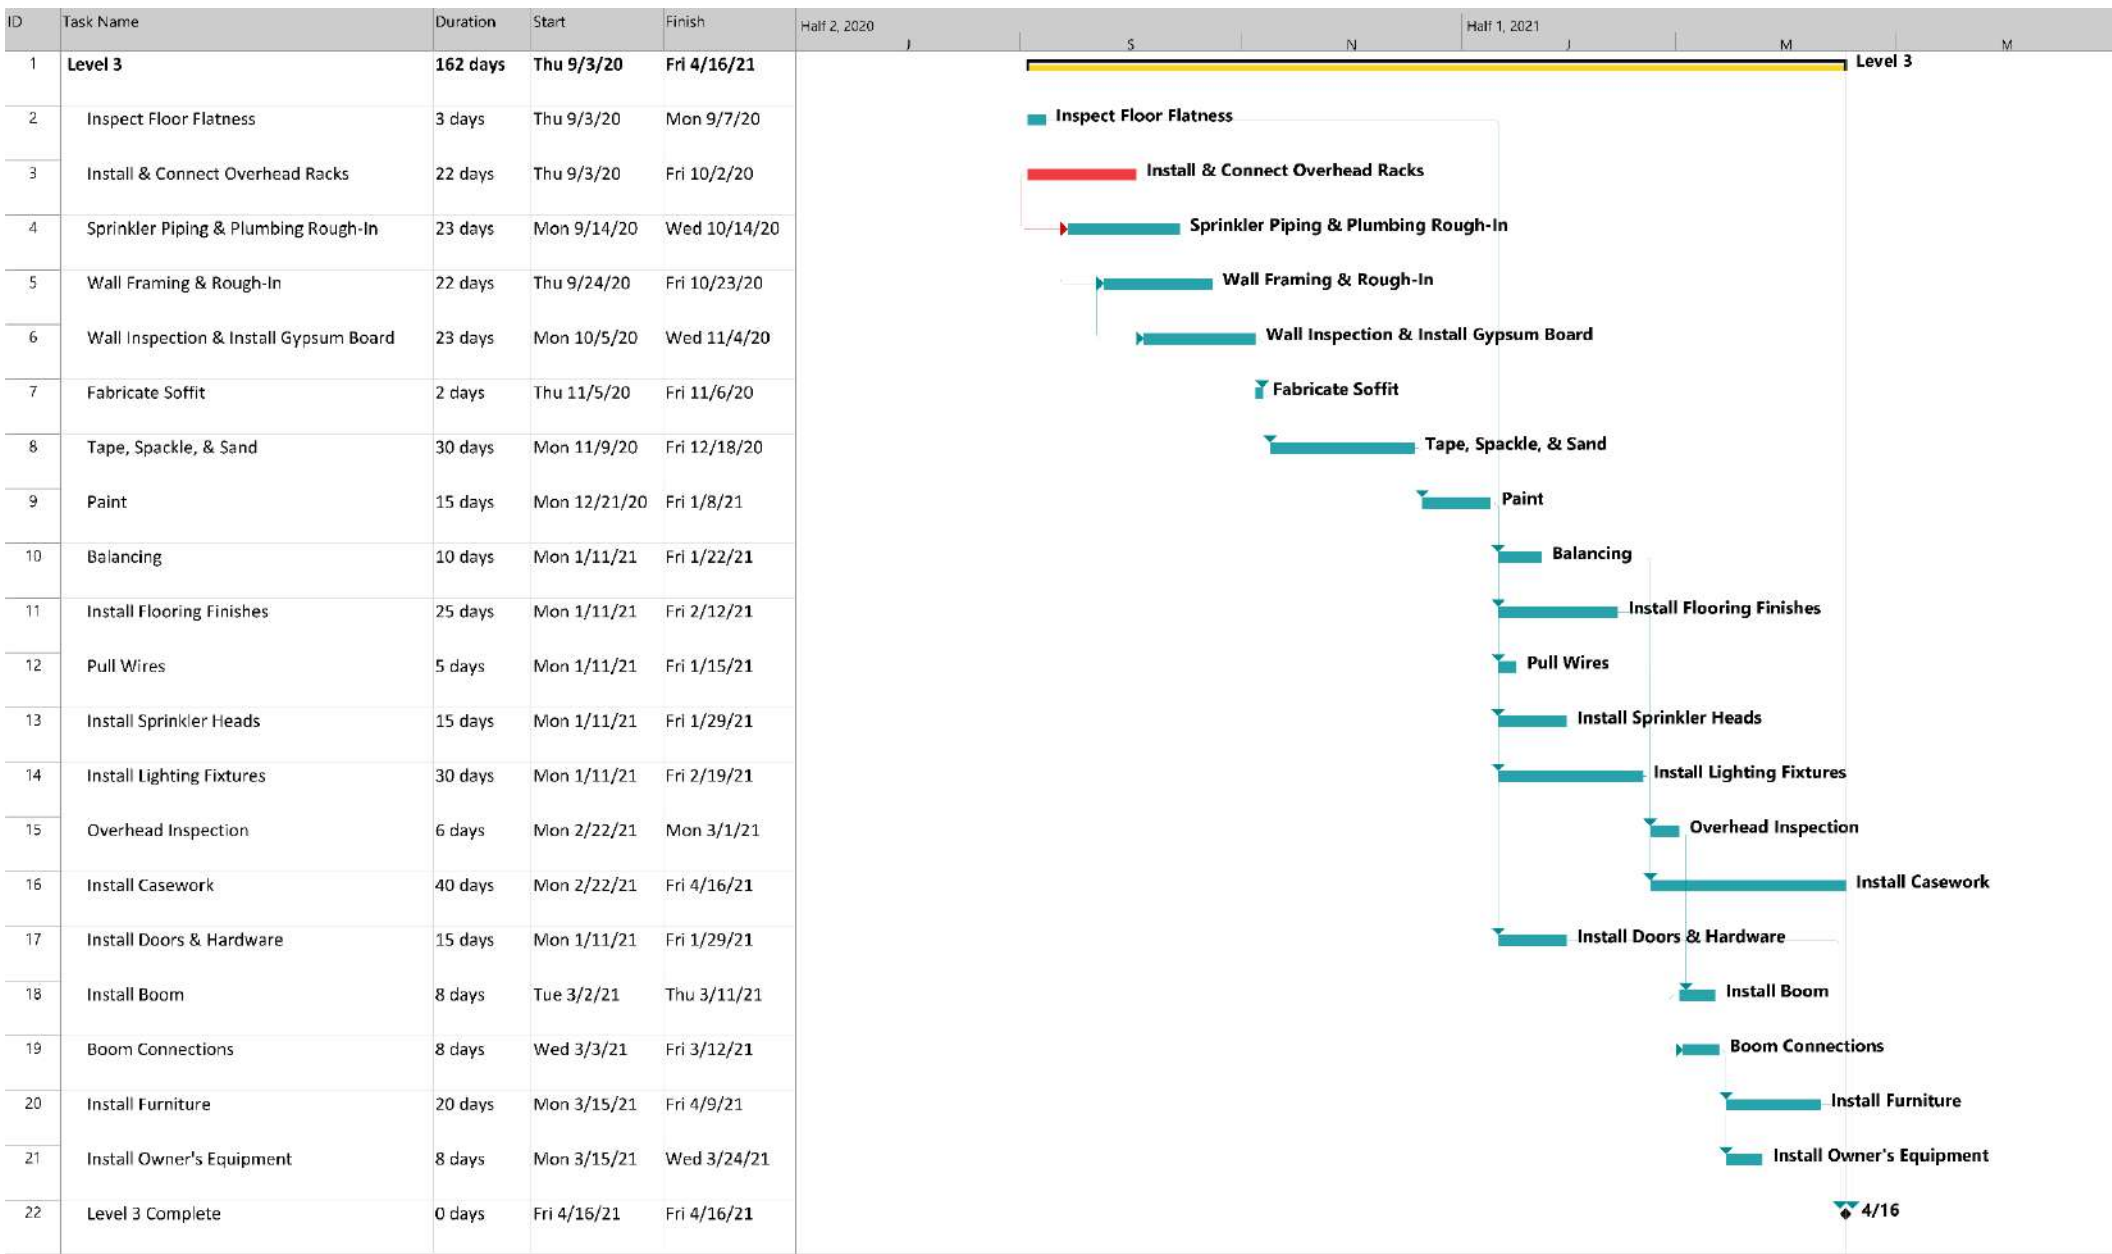 ID Task Name Duration Start Finish Half 2, 2020 Half 1, 2021
J S N J M M
1 Level 3 162 days Thu 9/3/20 Fri 4/16/21 Level 3
2 Inspect Floor Flatness 3 days Thu 9/3/20 Mon 9/7/20 Inspect Floor Flatness
3 Install & Connect Overhead Racks 22 days Thu 9/3/20 Fri 10/2/20 Install & Connect Overhead Racks
4 Sprinkler Piping & Plumbing Rough-In 23 days Mon 9/14/20 Wed 10/14/20 Sprinkler Piping & Plumbing Rough-In
5 Wall Framing & Rough-In 22 days Thu 9/24/20 Fri 10/23/20 Wall Framing & Rough-In
6 Wall Inspection & Install Gypsum Board 23 days Mon 10/5/20 Wed 11/4/20 Wall Inspection & Install Gypsum Board
7 Fabricate Soffit 2 days Thu 11/5/20 Fri 11/6/20 Fabricate Soffit
8 Tape, Spackle, & Sand 30 days Mon 11/9/20 Fri 12/18/20 Tape, Spackle, & Sand
9 Paint 15 days Mon 12/21/20 Fri 1/8/21 Paint
10 Balancing 10 days Mon 1/11/21 Fri 1/22/21 Balancing
11 Install Flooring Finishes 25 days Mon 1/11/21 Fri 2/12/21 Install Flooring Finishes
12 Pull Wires 5 days Mon 1/11/21 Fri 1/15/21 Pull Wires
13 Install Sprinkler Heads 15 days Mon 1/11/21 Fri 1/29/21 Install Sprinkler Heads
14 Install Lighting Fixtures 30 days Mon 1/11/21 Fri 2/19/21 Install Lighting Fixtures
15 Overhead Inspection 6 days Mon 2/22/21 Mon 3/1/21 Overhead Inspection
16 Install Casework 40 days Mon 2/22/21 Fri 4/16/21 Install Casework
17 Install Doors & Hardware 15 days Mon 1/11/21 Fri 1/29/21 Install Doors & Hardware
18 Install Boom 8 days Tue 3/2/21 Thu 3/11/21 Install Boom
19 Boom Connections 8 days Wed 3/3/21 Fri 3/12/21 Boom Connections
20 Install Furniture 20 days Mon 3/15/21 Fri 4/9/21 Install Furniture
21 Install Owner's Equipment 8 days Mon 3/15/21 Wed 3/24/21 Install Owner's Equipment
22 Level 3 Complete 0 days Fri 4/16/21 Fri 4/16/21 4/16